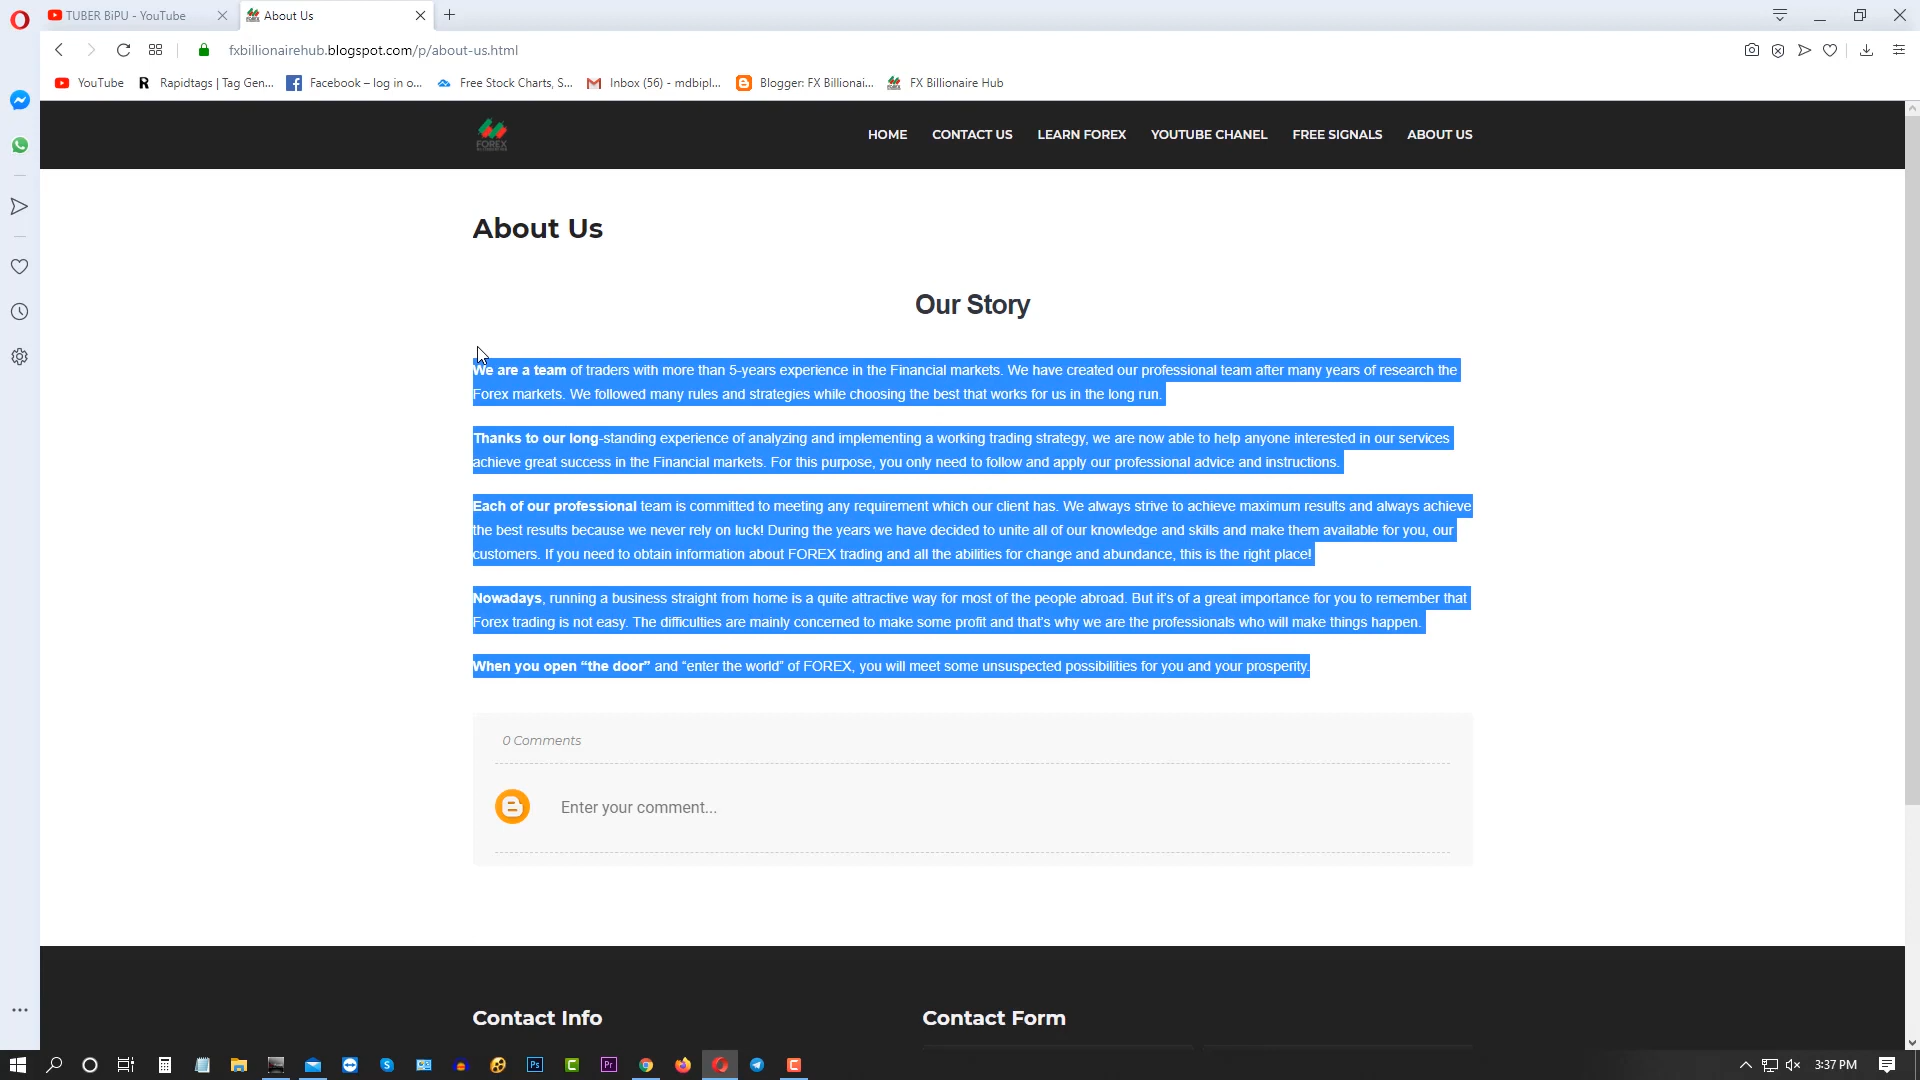 TUBER BiPU - YouTube
About Us
fxbillionairehub.blogspot.com/p/about-us.html
YouTube
Rapidtags | Tag Gen...
Facebook – log in o...
Free Stock Charts, S...
Inbox (56) - mdbipl...
Blogger: FX Billionai...
FX Billionaire Hub
FOREX
HOME
CONTACT US
LEARN FOREX
YOUTUBE CHANEL
FREE SIGNALS
ABOUT US
About Us
Our Story
We are a team of traders with more than 5-years experience in the Financial markets. We have created our professional team after many years of research the
Forex markets. We followed many rules and strategies while choosing the best that works for us in the long run.
Thanks to our long-standing experience of analyzing and implementing a working trading strategy, we are now able to help anyone interested in our services
achieve great success in the Financial markets. For this purpose, you only need to follow and apply our professional advice and instructions.
Each of our professional team is committed to meeting any requirement which our client has. We always strive to achieve maximum results and always achieve
the best results because we never rely on luck! During the years we have decided to unite all of our knowledge and skills and make them available for you, our
customers. If you need to obtain information about FOREX trading and all the abilities for change and abundance, this is the right place!
Nowadays, running a business straight from home is a quite attractive way for most of the people abroad. But it's of a great importance for you to remember that
Forex trading is not easy. The difficulties are mainly concerned to make some profit and that's why we are the professionals who will make things happen.
When you open “the door” and “enter the world” of FOREX, you will meet some unsuspected possibilities for you and your prosperity.
0 Comments
Enter your comment...
Contact Info
Contact Form
Ps
Pr
3:37 PM